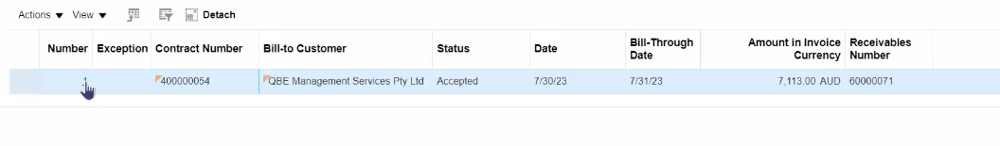 Actions View Detach
Number Exception Contract Number Bill-to Customer Status Date Bill-Through Date Amount in Invoice Currency Receivables Number
1 400000054 QBE Management Services Pty Ltd Accepted 7/30/23 7/31/23 7,113.00 AUD 60000071